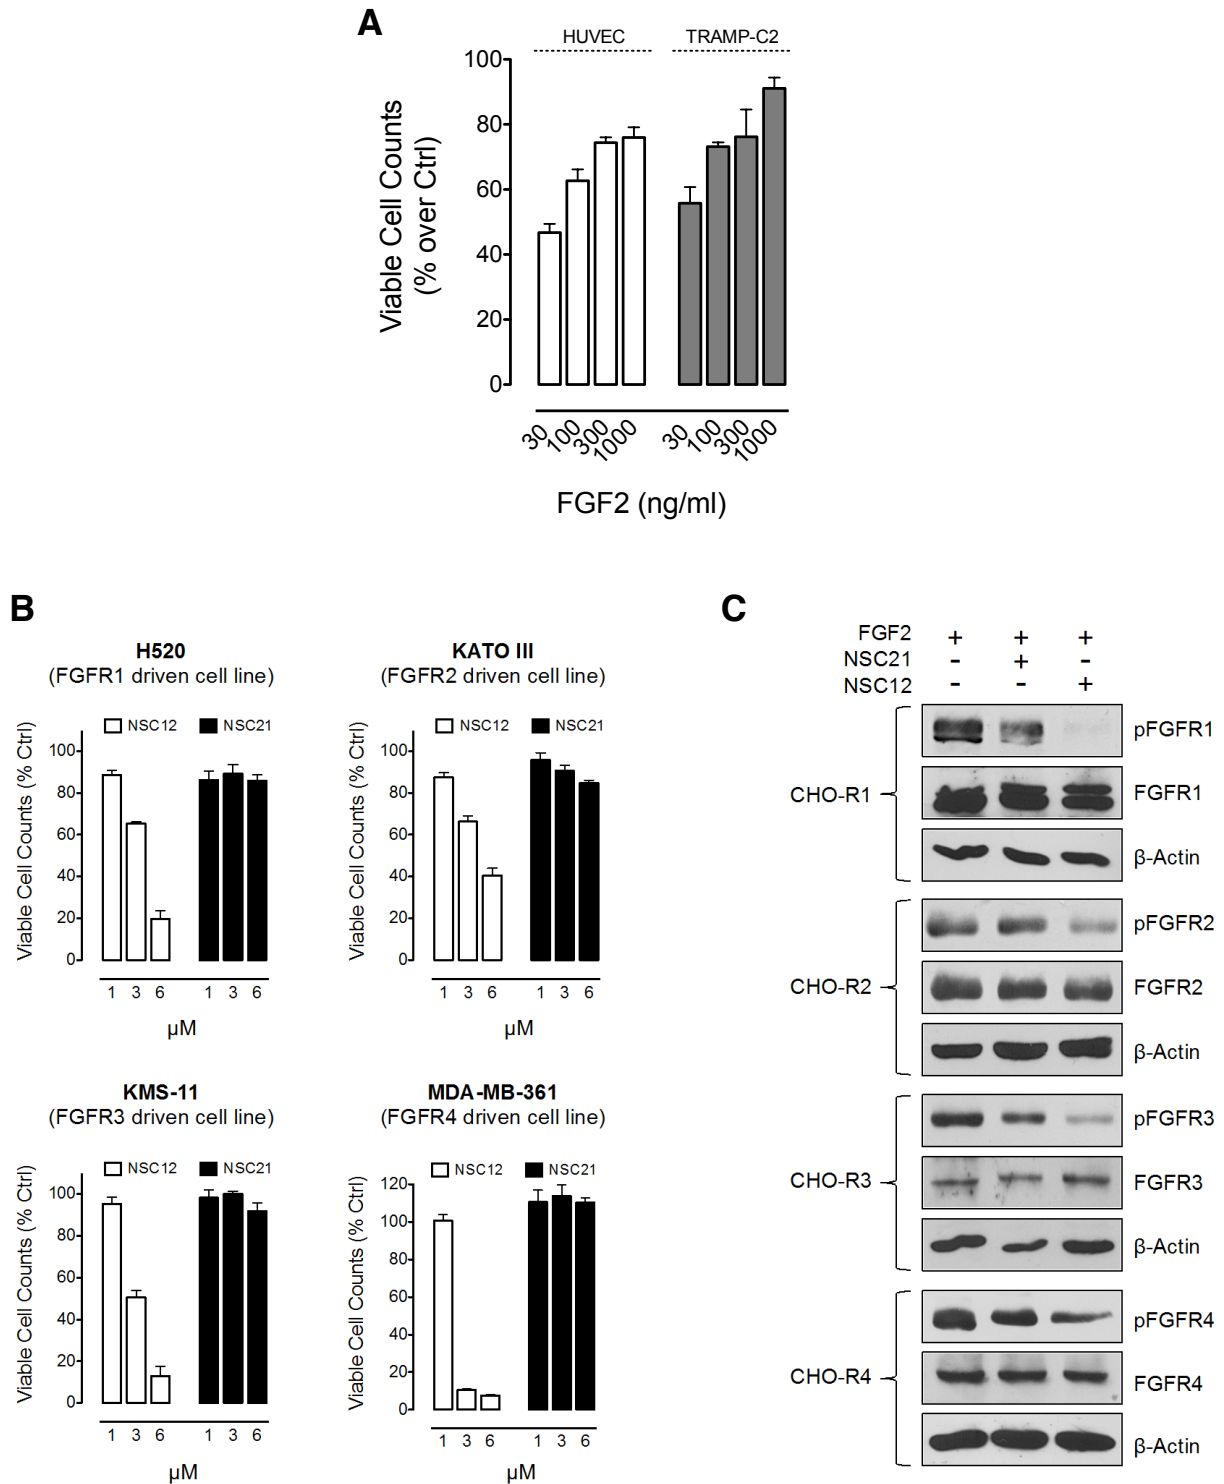 A
HUVEC
TRAMP-C2
Viable Cell Counts
(% over Ctrl)
100
80
60
40
20
0
30
100
300
1000
30
100
300
1000
FGF2 (ng/ml)
B
H520
(FGFR1 driven cell line)
NSC12
NSC21
Viable Cell Counts (% Ctrl)
100
80
60
40
20
0
1 3 6 1 3 6
µM
KATO III
(FGFR2 driven cell line)
NSC12
NSC21
Viable Cell Counts (% Ctrl)
100
80
60
40
20
0
1 3 6 1 3 6
µM
KMS-11
(FGFR3 driven cell line)
NSC12
NSC21
Viable Cell Counts (% Ctrl)
100
80
60
40
20
0
1 3 6 1 3 6
µM
MDA-MB-361
(FGFR4 driven cell line)
NSC12
NSC21
Viable Cell Counts (% Ctrl)
120
100
80
60
40
20
0
1 3 6 1 3 6
µM
C
FGF2 + + +
NSC21 - + -
NSC12 - - +
CHO-R1
pFGFR1
FGFR1
β-Actin
CHO-R2
pFGFR2
FGFR2
β-Actin
CHO-R3
pFGFR3
FGFR3
β-Actin
CHO-R4
pFGFR4
FGFR4
β-Actin